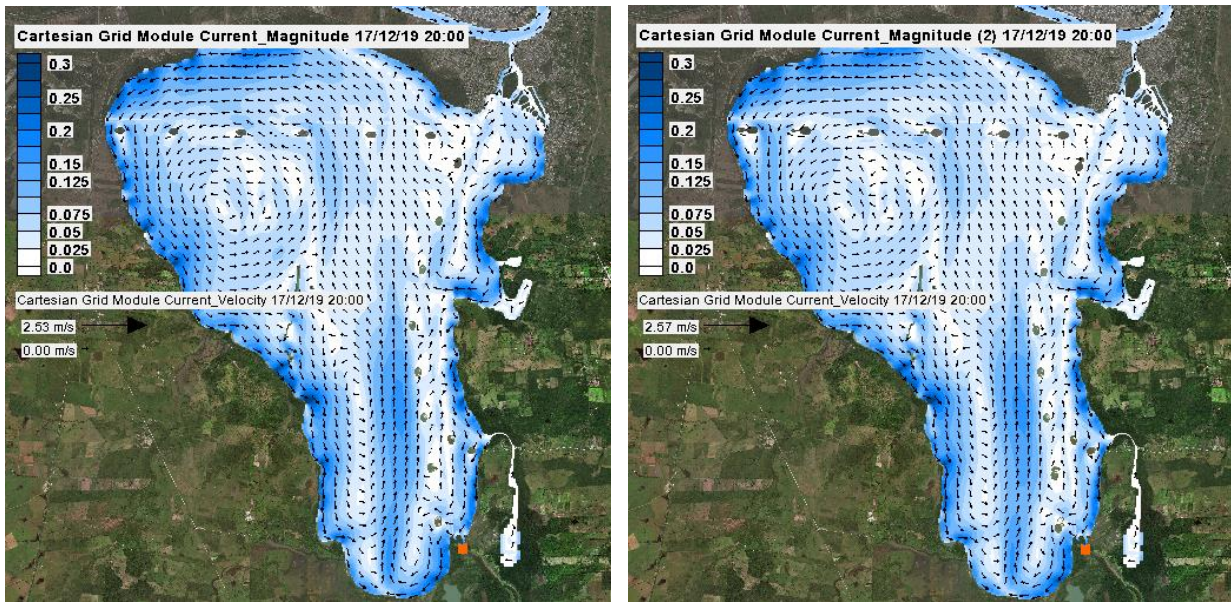 Cartesian Grid Module Current_Magnitude 17/12/19 20:00
0.3
0.25
0.2
0.15
0.125
0.075
0.05
0.025
0.0
Cartesian Grid Module Current_Velocity 17/12/19 20:00
2.53 m/s
0.00 m/s
Cartesian Grid Module Current_Magnitude (2) 17/12/19 20:00
0.3
0.25
0.2
0.15
0.125
0.075
0.05
0.025
0.0
Cartesian Grid Module Current_Velocity 17/12/19 20:00
2.57 m/s
0.00 m/s